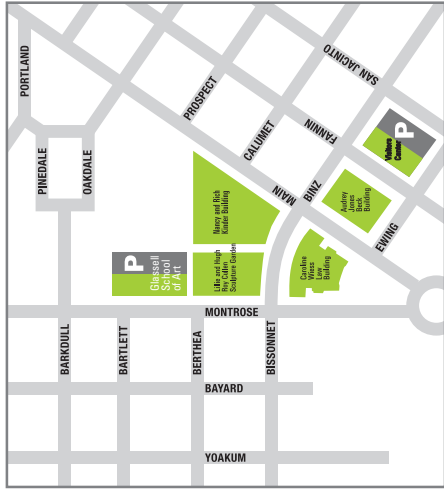 PORTLAND
PINEDALE
OAKDALE
PROSPECT
CALUMET
FANNIN
SAN JACINTO
MAIN
BINZ
EWING
P
Visitors
Center
Audrey
Jones
Beck
Building
Nancy and Rich
Kinder Building
P
Glassell
School
of Art
Lillie and Hugh
Roy Cullen
Sculpture Garden
Caroline
Wiess
Law
Building
MONTROSE
BARKDULL
BARTLETT
BERTHEA
BISSONNET
BAYARD
YOAKUM